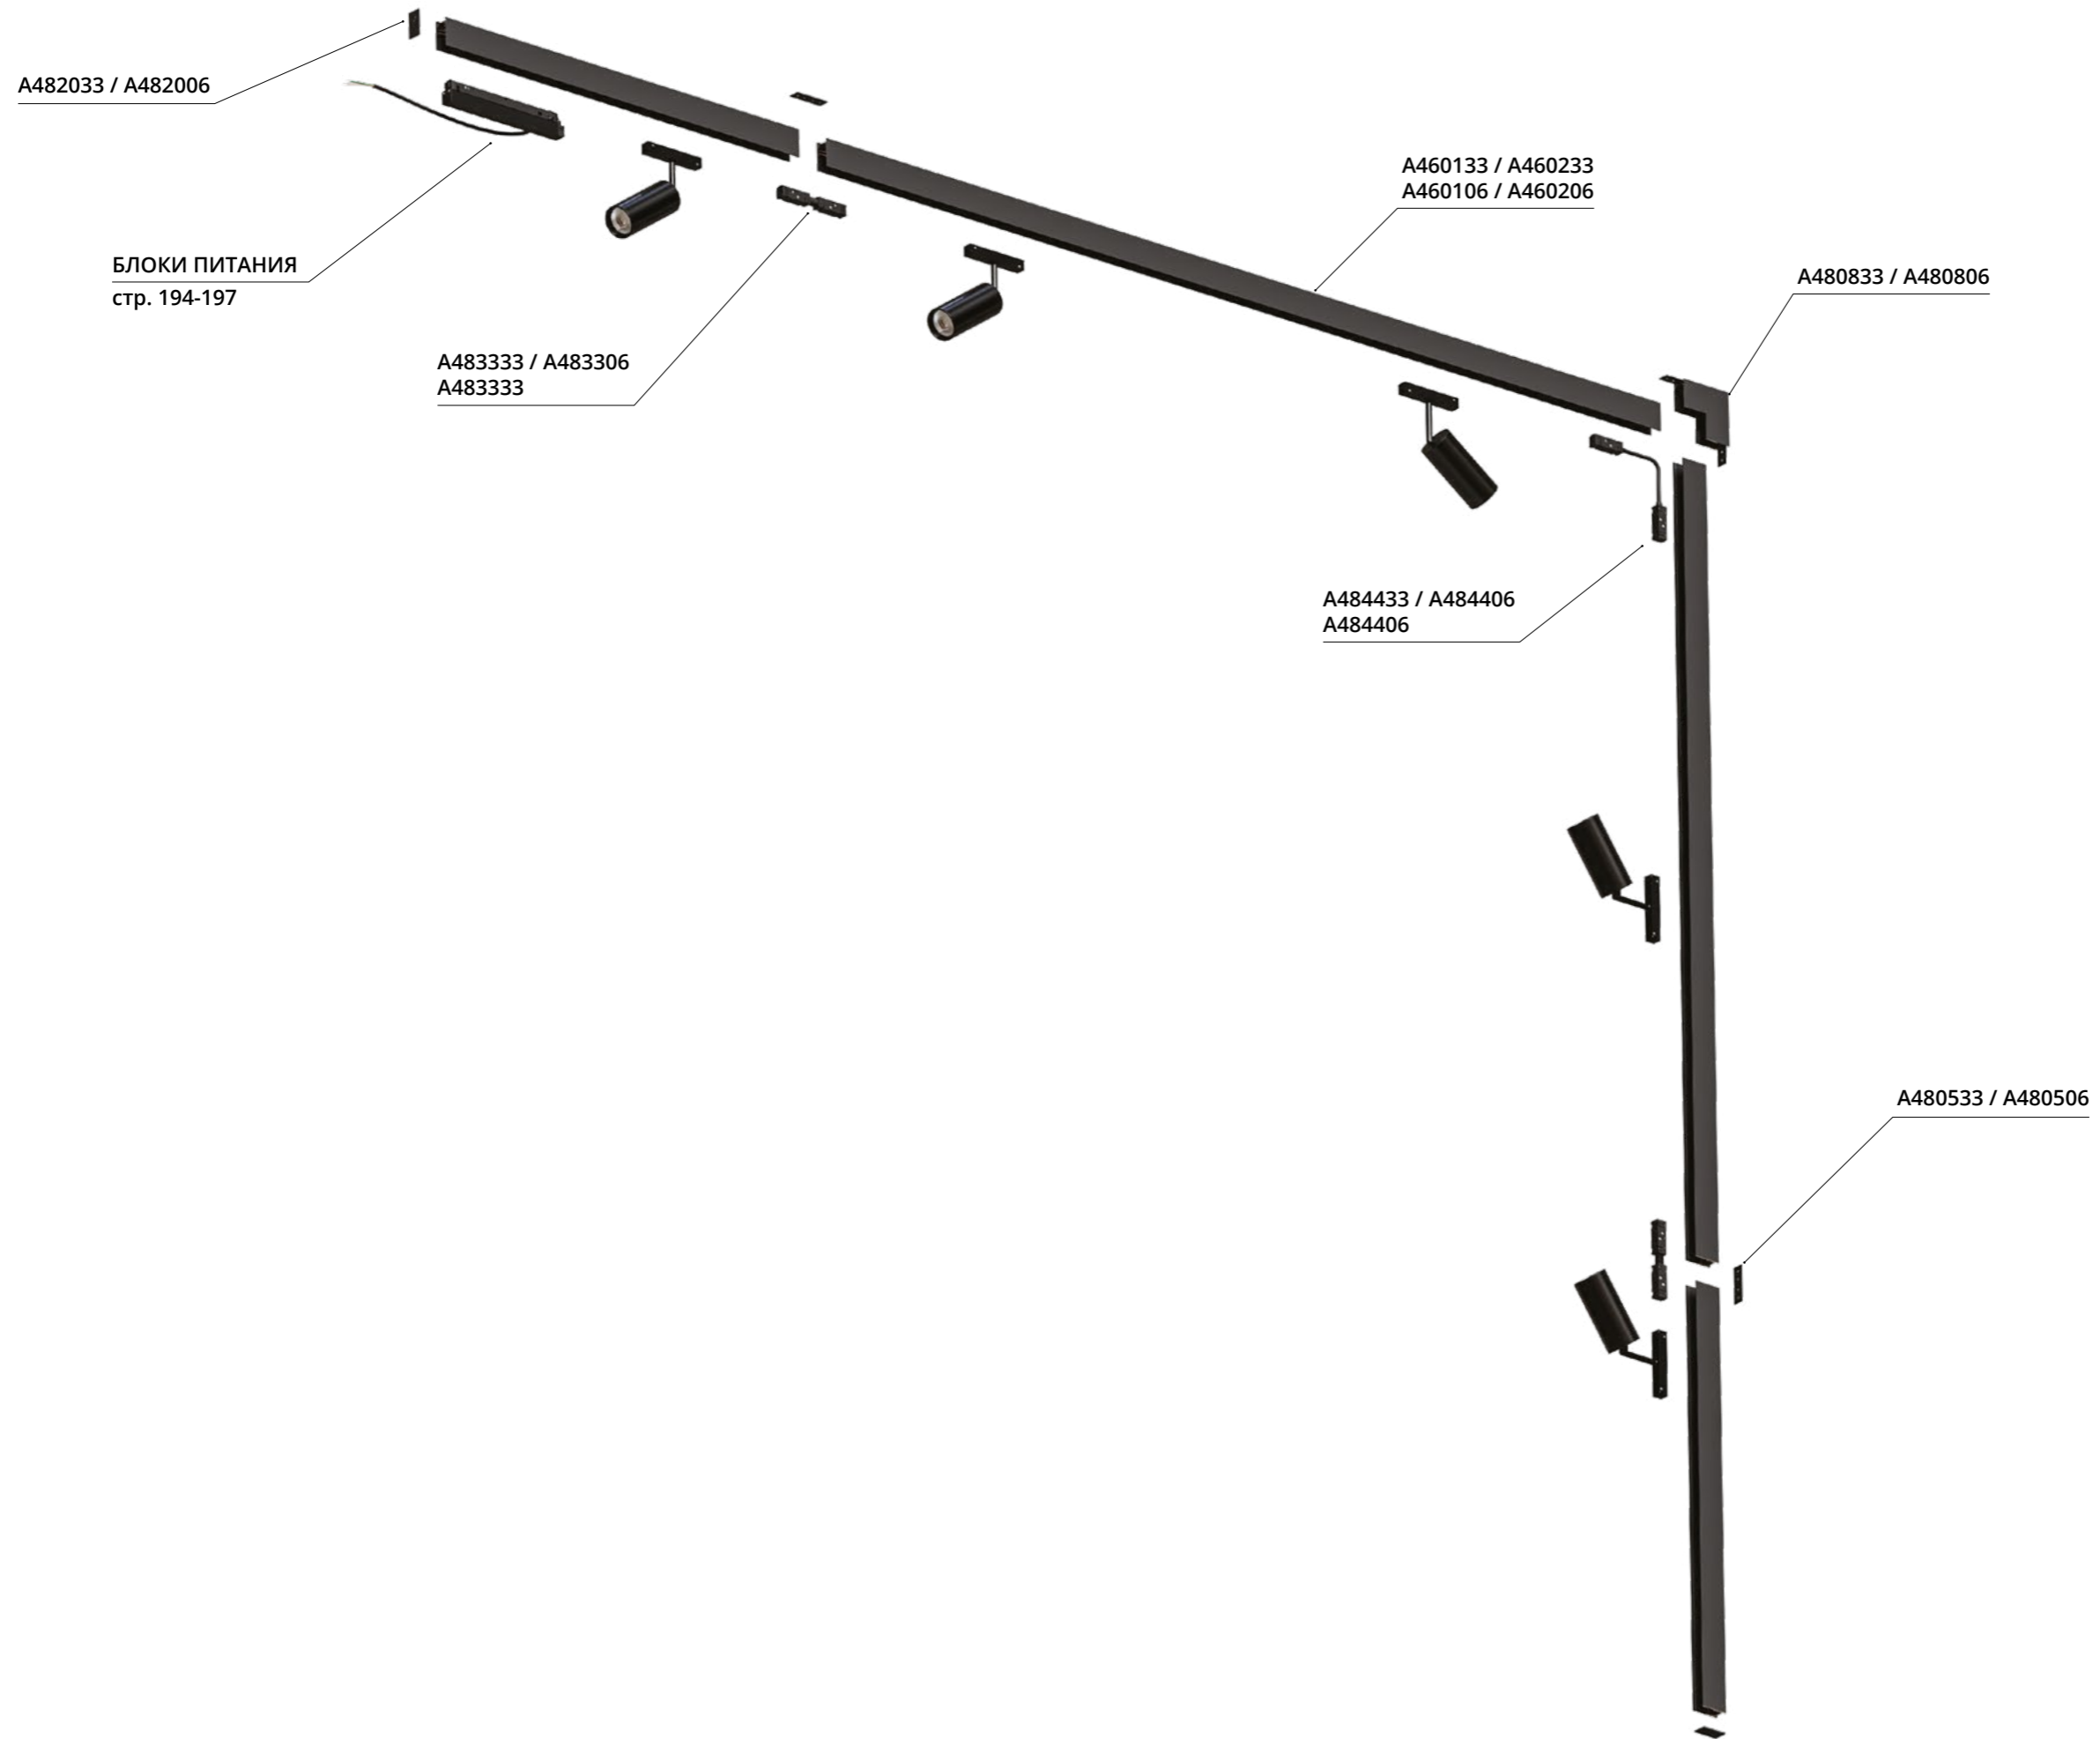 A482033 / A482006
A460133 / A460233
A460106 / A460206
БЛОКИ ПИТАНИЯ
стр. 194-197
A480833 / A480806
A483333 / A483306
A483333
A484433 / A484406
A484406
A480533 / A480506